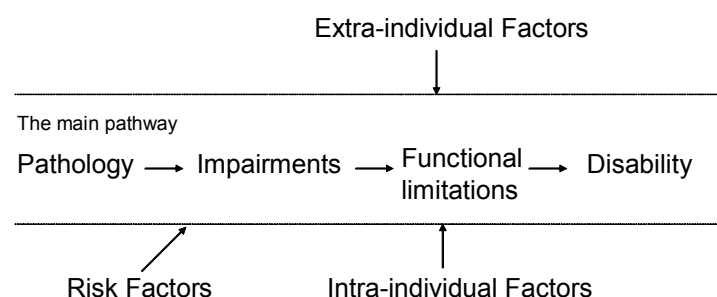 Extra-individual Factors
The main pathway
Pathology Impairments Functional limitations Disability
Risk Factors Intra-individual Factors